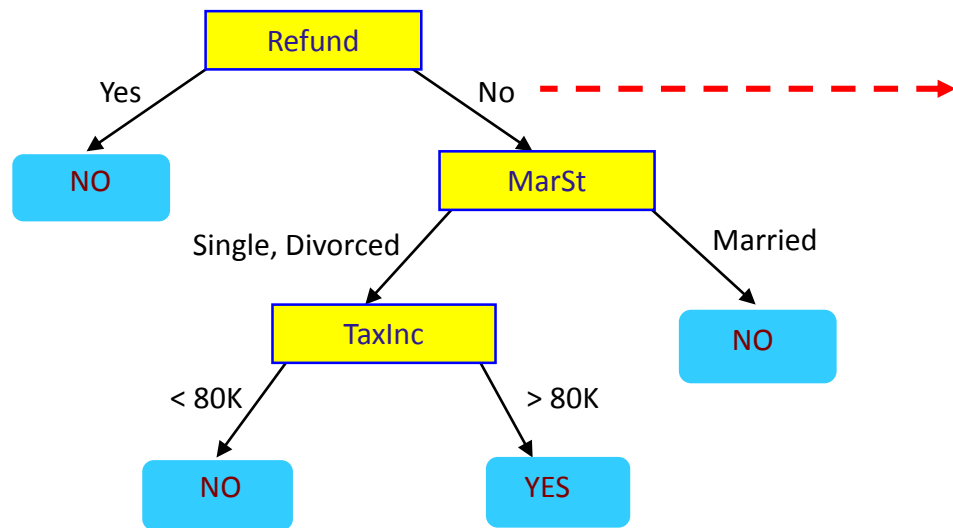 Refund
Yes
No
NO
MarSt
Single, Divorced
Married
TaxInc
NO
< 80K
> 80K
NO
YES